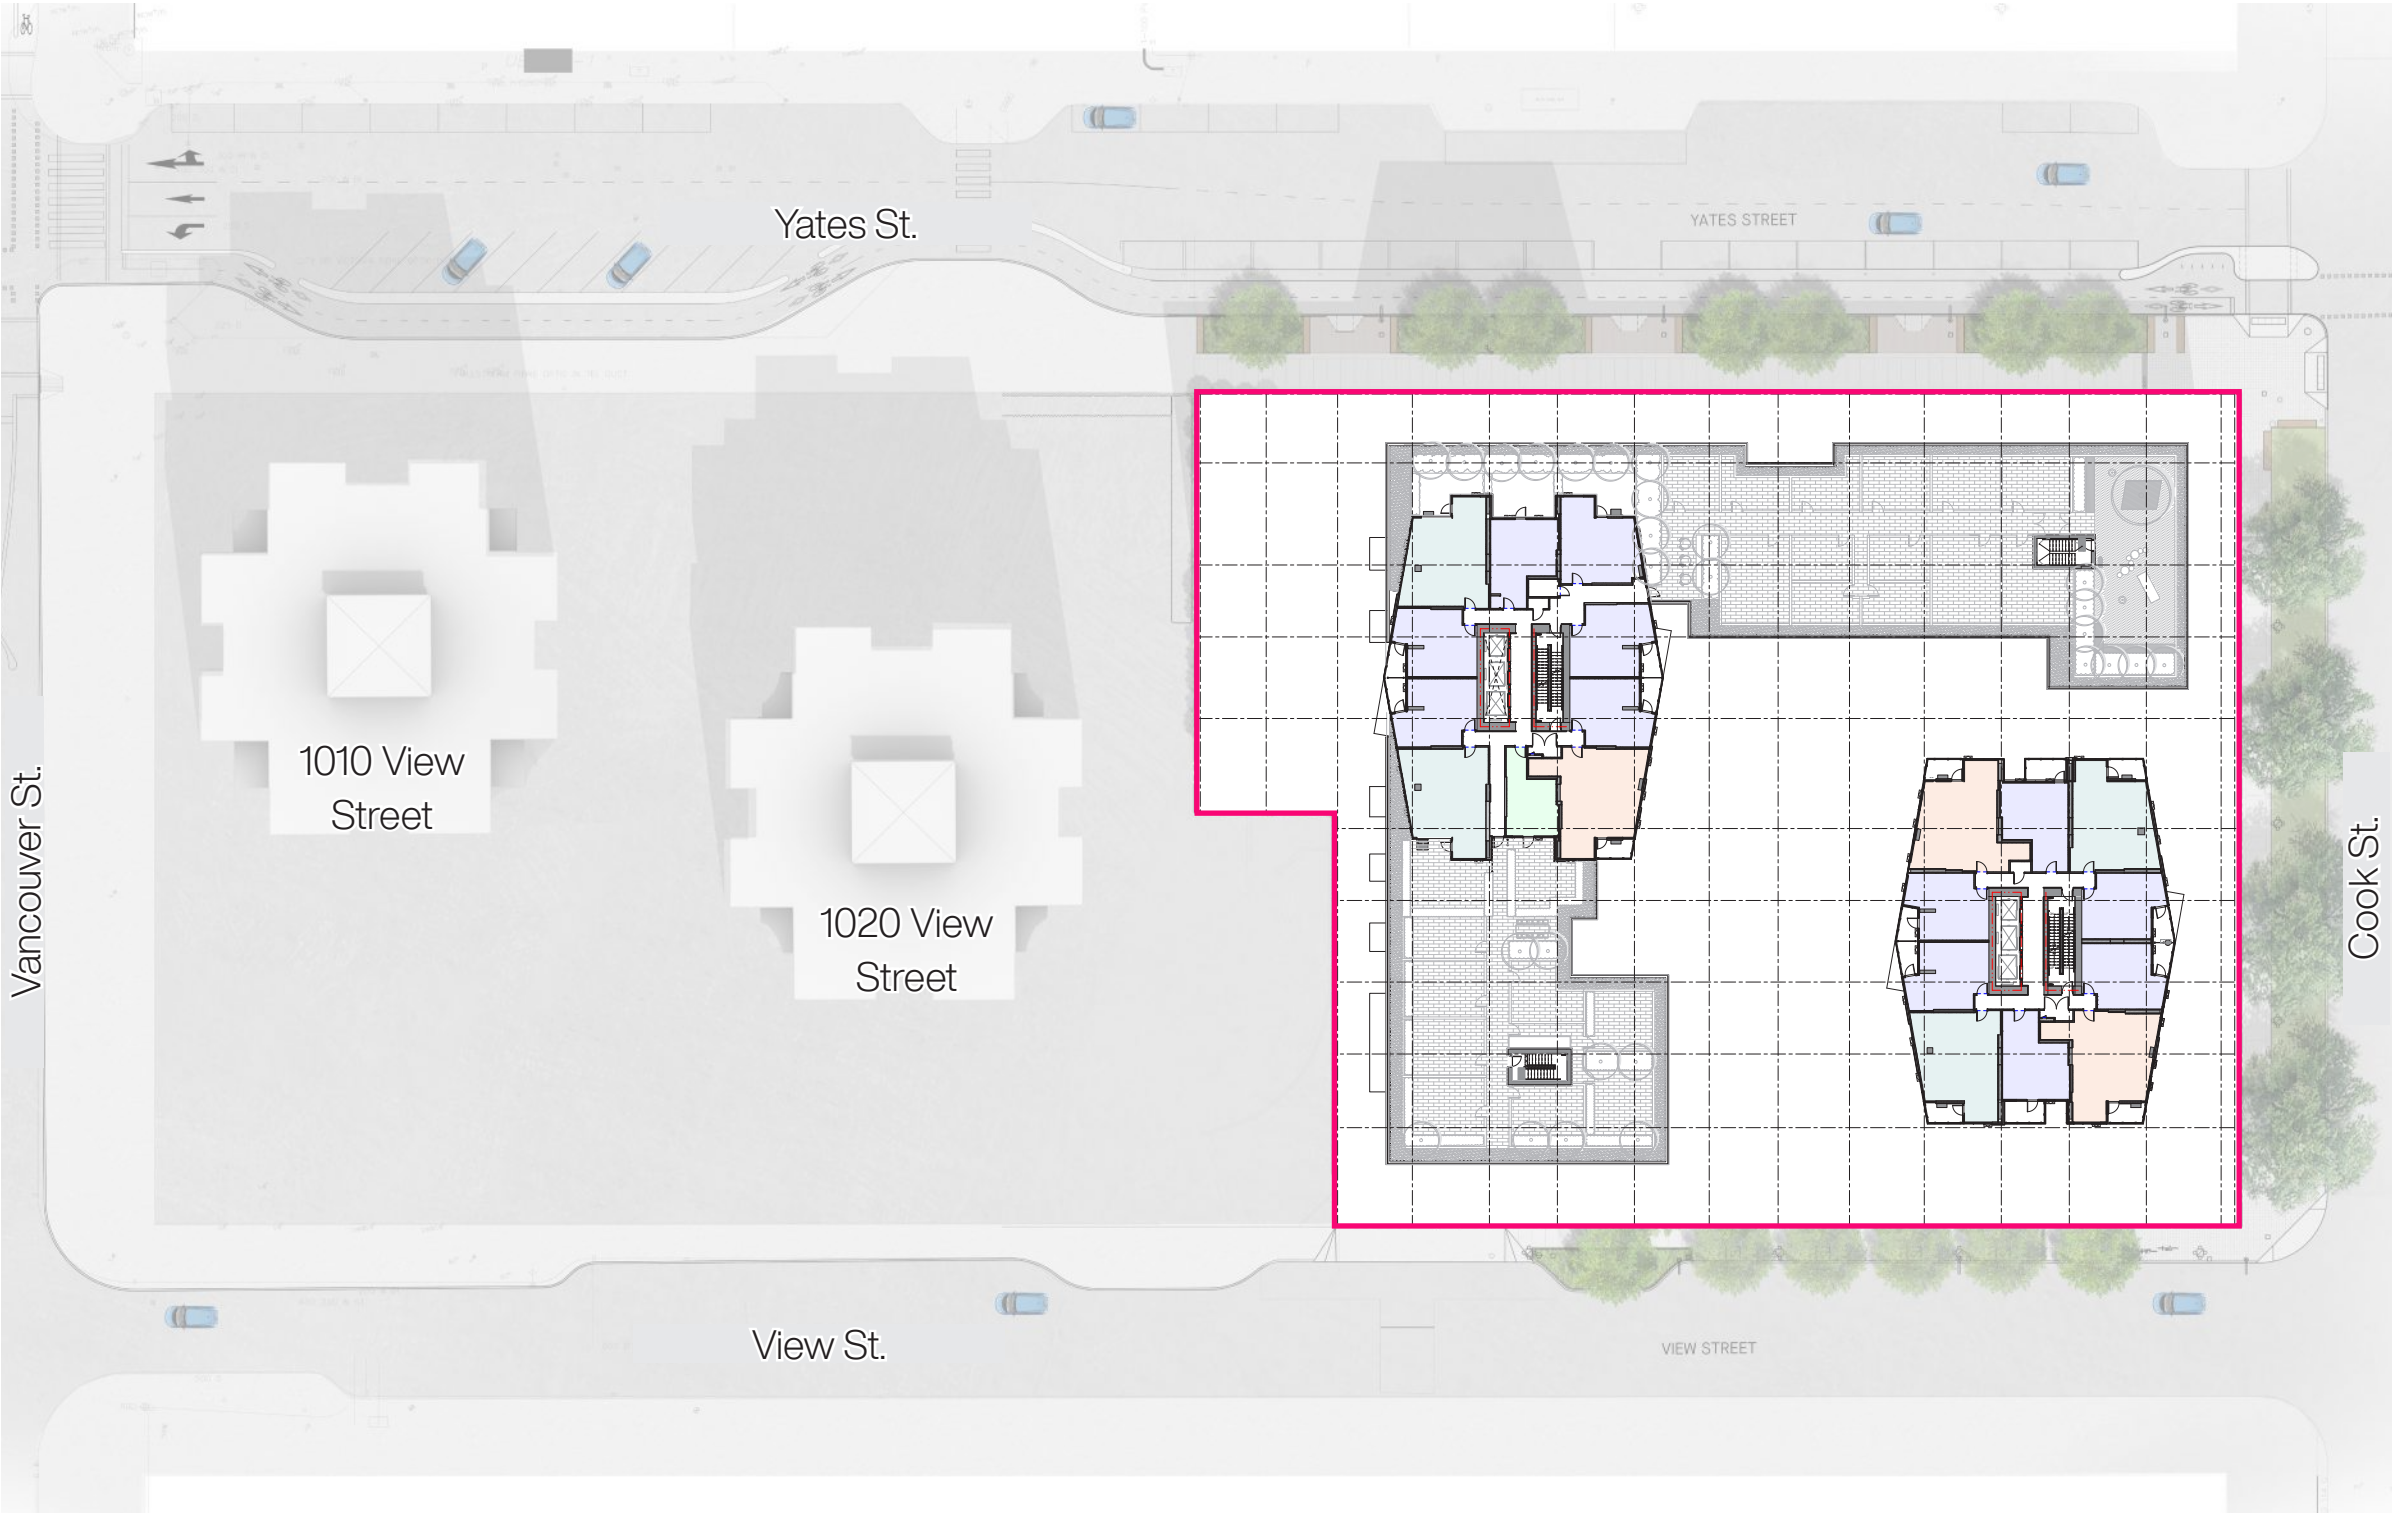 Yates St.
YATES STREET
1010 View
Street
1020 View
Street
Vancouver St.
Cook St.
View St.
VIEW STREET